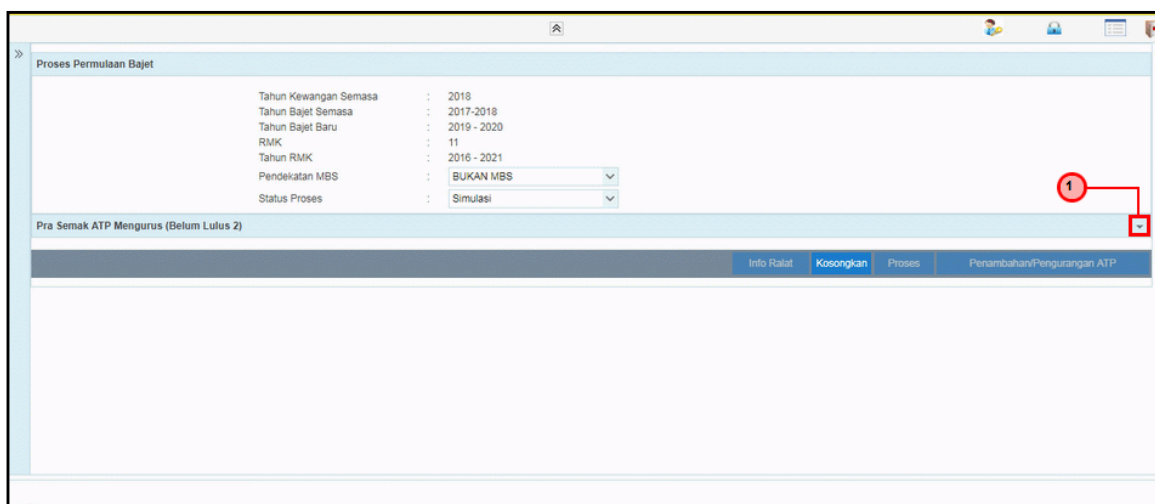 Proses Permulaan Bajet
Tahun Kewangan Semasa : 2018
Tahun Bajet Semasa : 2017-2018
Tahun Bajet Baru : 2019 - 2020
RMK : 11
Tahun RMK : 2016 - 2021
Pendekatan MBS : BUKAN MBS
Status Proses : Simulasi
1
Pra Semak ATP Mengurus (Belum Lulus 2)
Info Ralat Kosongkan Proses Penambahan/Pengurangan ATP